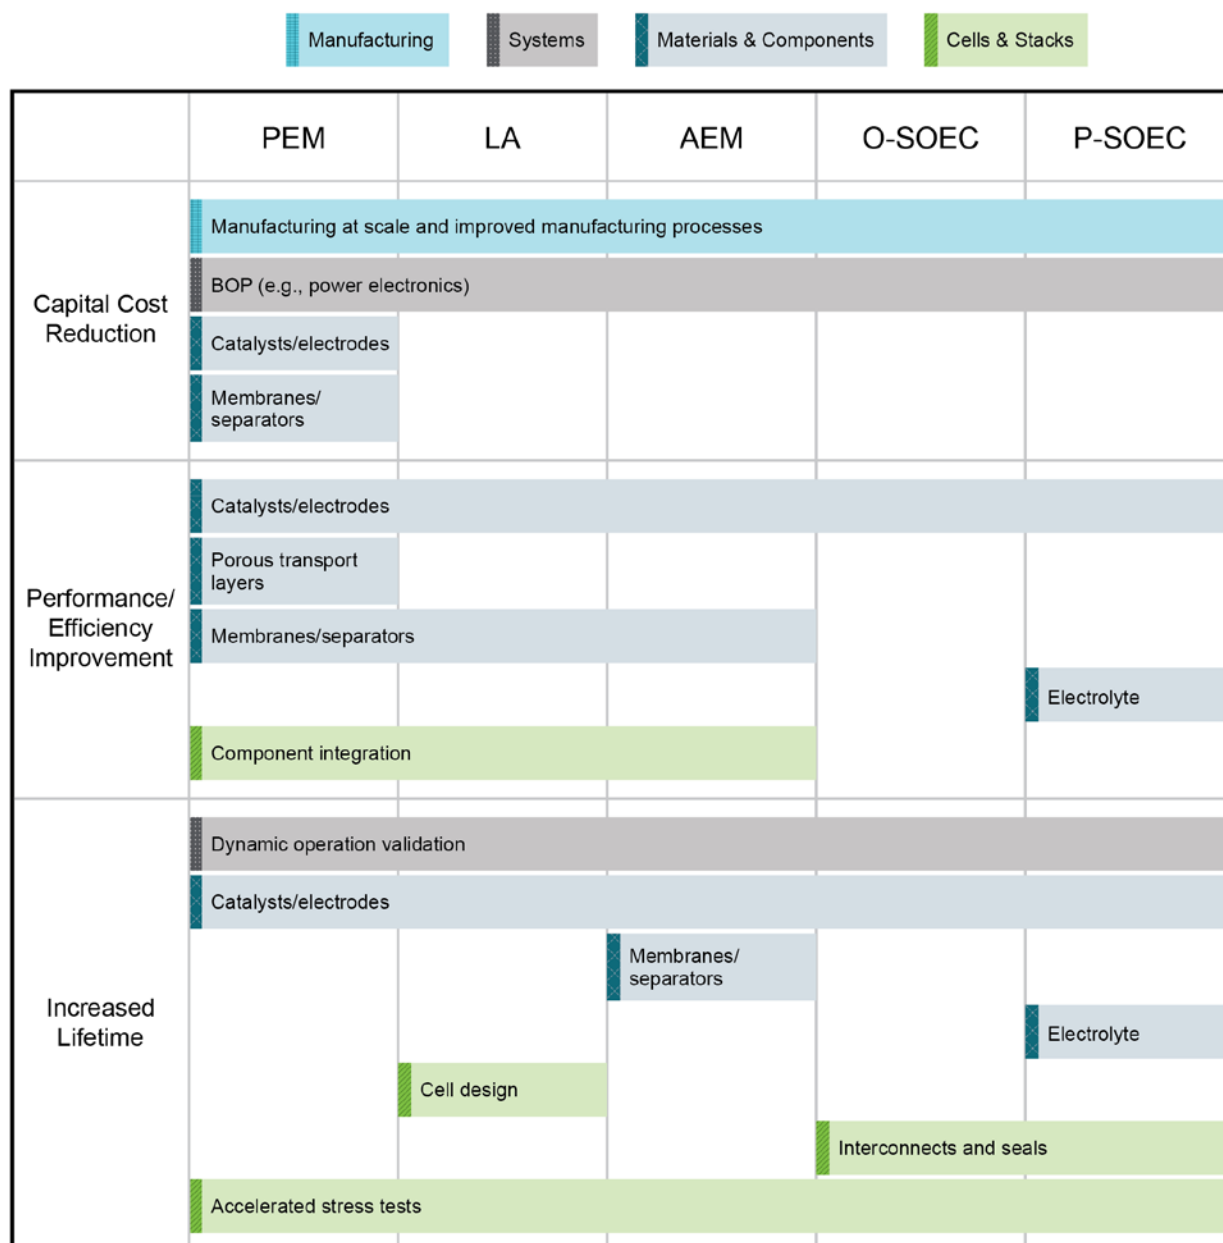 Manufacturing
Systems
Materials & Components
Cells & Stacks
PEM
LA
AEM
O-SOEC
P-SOEC
Capital Cost
Reduction
Manufacturing at scale and improved manufacturing processes
BOP (e.g., power electronics)
Catalysts/electrodes
Membranes/
separators
Performance/
Efficiency
Improvement
Catalysts/electrodes
Porous transport
layers
Membranes/separators
Electrolyte
Component integration
Increased
Lifetime
Dynamic operation validation
Catalysts/electrodes
Membranes/
separators
Electrolyte
Cell design
Interconnects and seals
Accelerated stress tests